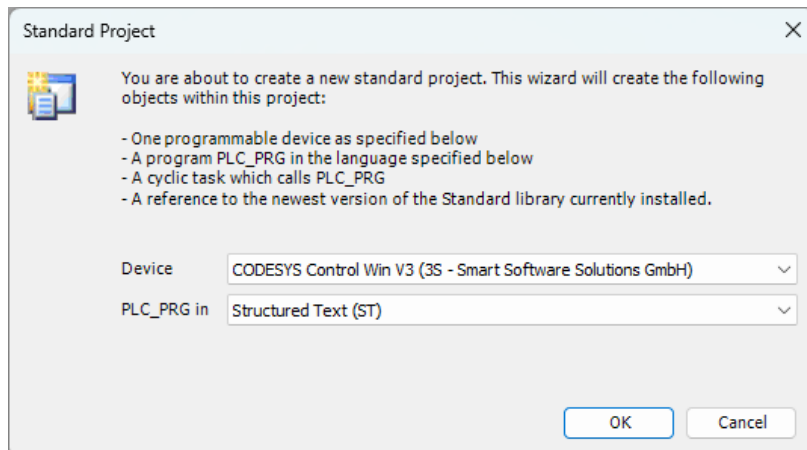 Standard Project
You are about to create a new standard project. This wizard will create the following
objects within this project:
- One programmable device as specified below
- A program PLC_PRG in the language specified below
- A cyclic task which calls PLC_PRG
- A reference to the newest version of the Standard library currently installed.
Device CODESYS Control Win V3 (3S - Smart Software Solutions GmbH)
PLC_PRG in Structured Text (ST)
OK Cancel